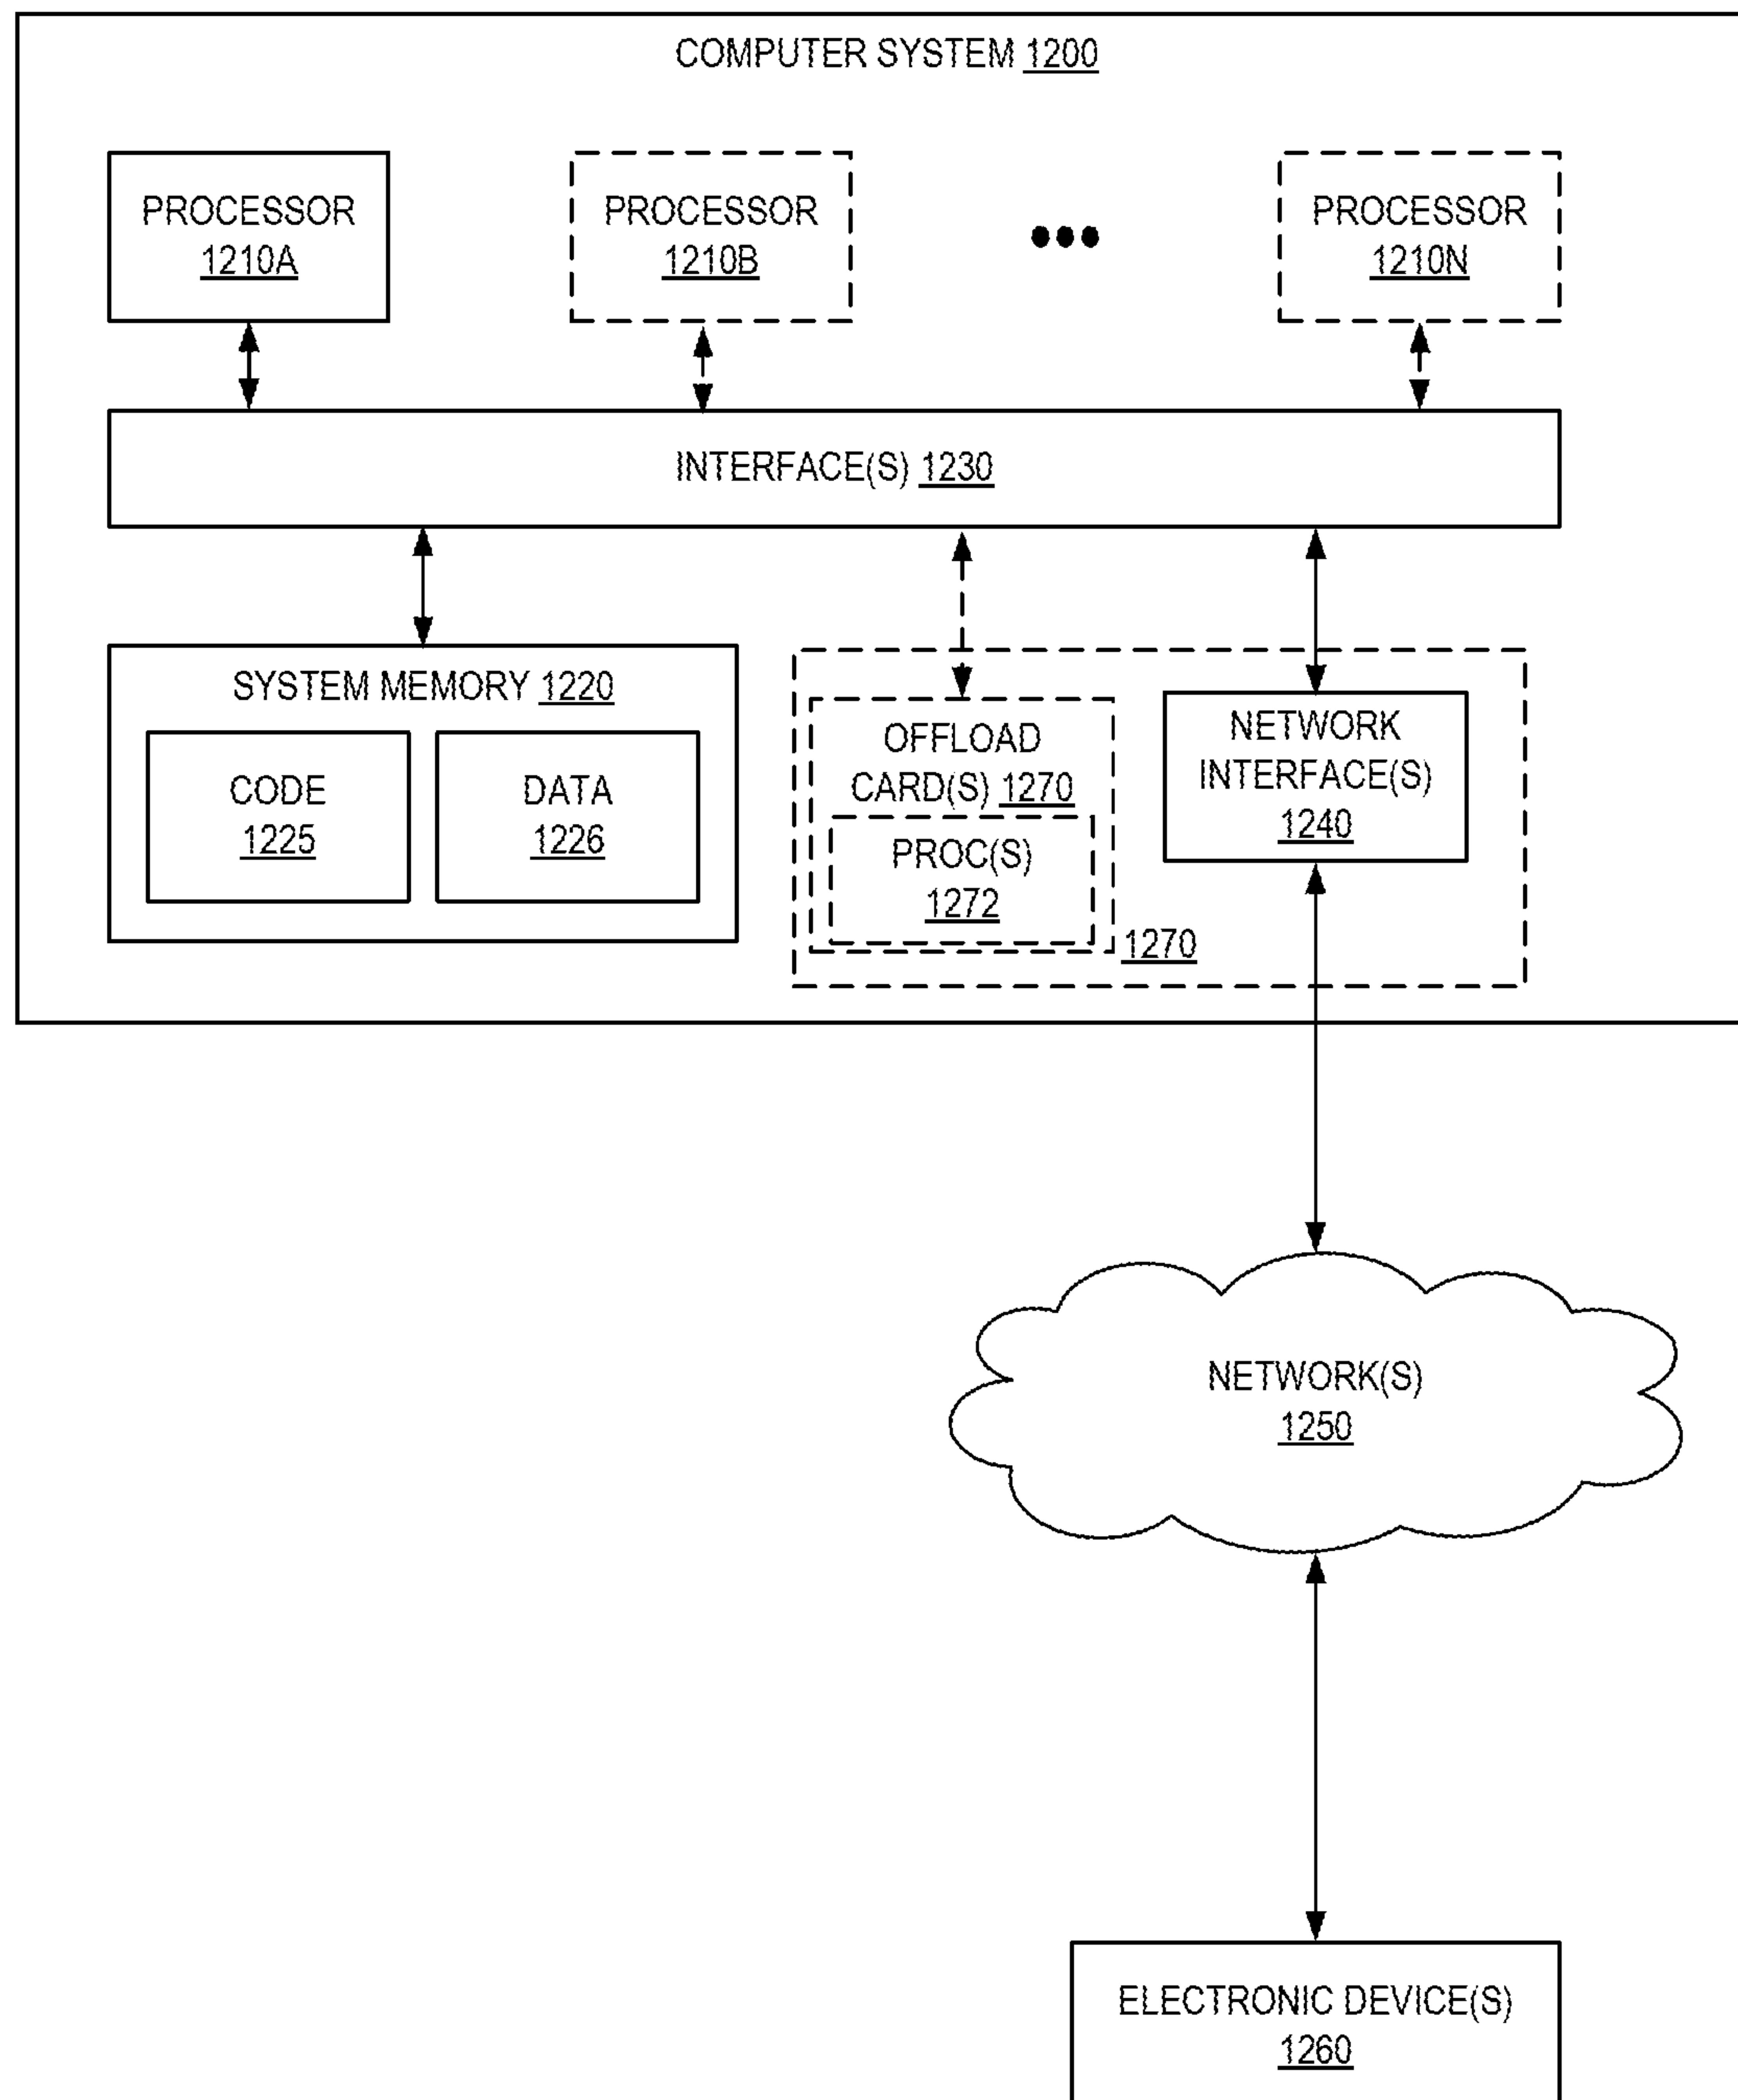 COMPUTER SYSTEM 1200
PROCESSOR
1210A
PROCESSOR
1210B
PROCESSOR
1210N
INTERFACE(S) 1230
SYSTEM MEMORY 1220
CODE
1225
DATA
1226
OFFLOAD
CARD(S) 1270
PROC(S)
1272
1270
NETWORK
INTERFACE(S)
1240
NETWORK(S)
1250
ELECTRONIC DEVICE(S)
1260